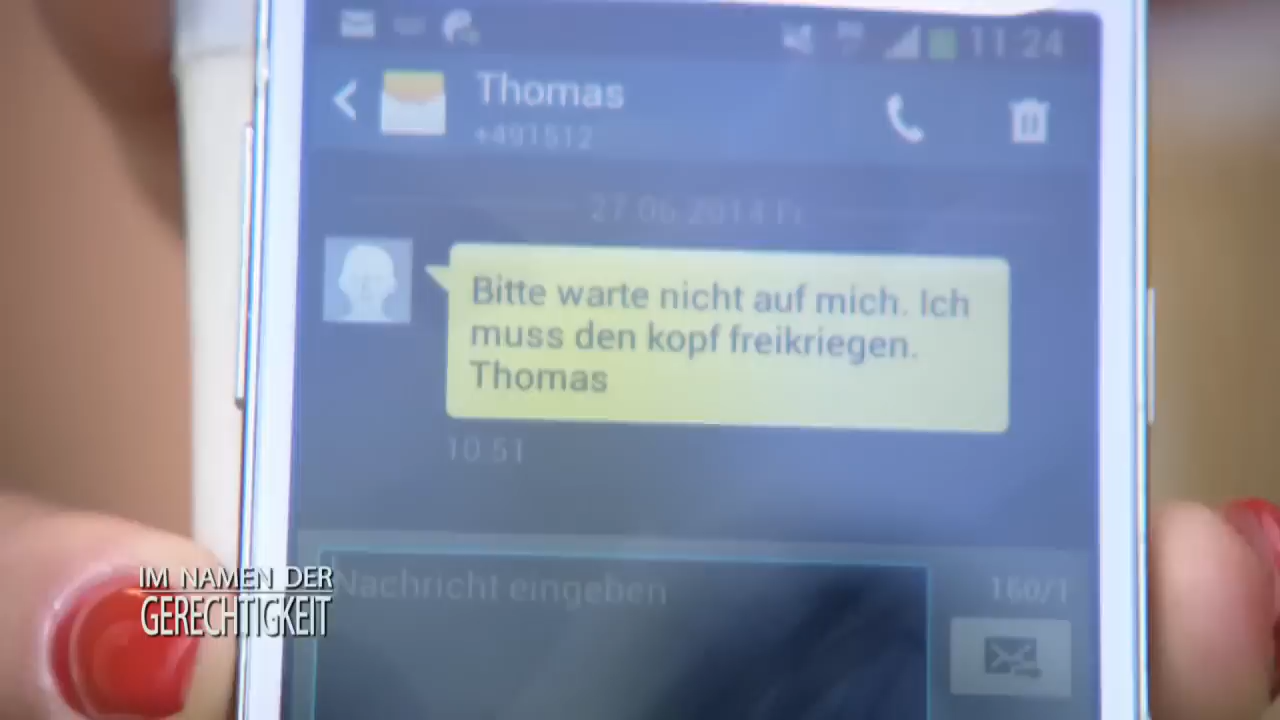 11:24
Thomas
+491512
27.06.2014 Fr
Bitte warte nicht auf mich. Ich
muss den kopf freikriegen.
Thomas
10:51
Nachricht eingeben
160/1
IM NAMEN DER
GERECHTIGKEIT